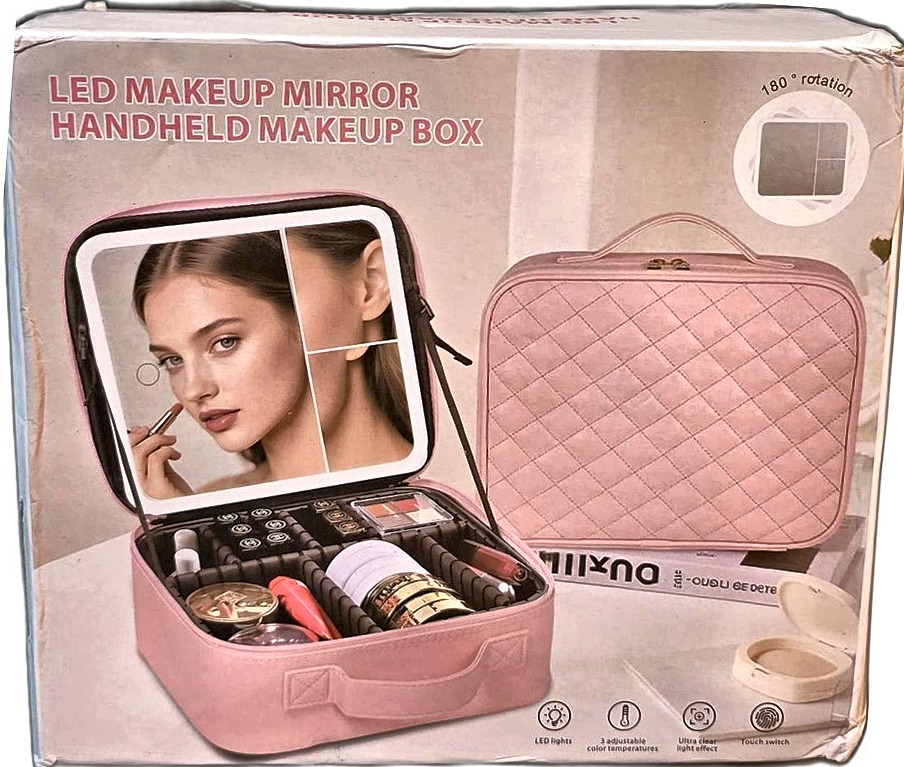 LED MAKEUP MIRROR
HANDHELD MAKEUP BOX
180° rotation
LED lights
3 adjustable
color temperatures
Ultra clear
light effect
Touch switch